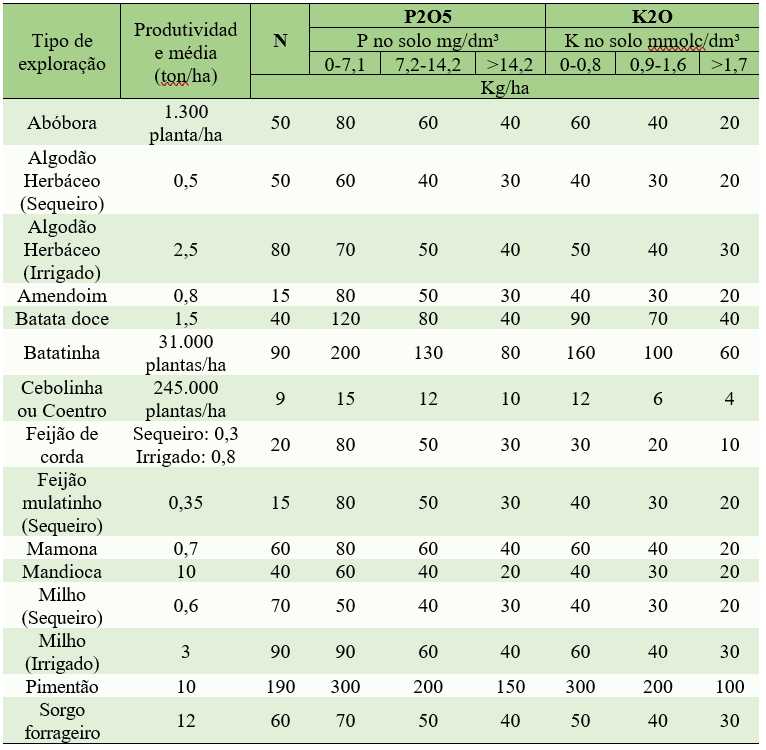 Tipo de exploração Produtividad e média (ton/ha) N P2O5 K2O
P no solo mg/dm³ K no solo mmolc/dm³
0-7,1 7,2-14,2 >14,2 0-0,8 0,9-1,6 >1,7
Kg/ha
Abóbora 1.300 planta/ha 50 80 60 40 60 40 20
Algodão Herbáceo (Sequeiro) 0,5 50 60 40 30 40 30 20
Algodão Herbáceo (Irrigado) 2,5 80 70 50 40 50 40 30
Amendoim 0,8 15 80 50 30 40 30 20
Batata doce 1,5 40 120 80 40 90 70 40
Batatinha 31.000 plantas/ha 90 200 130 80 160 100 60
Cebolinha ou Coentro 245.000 plantas/ha 9 15 12 10 12 6 4
Feijão de corda Sequeiro: 0,3 Irrigado: 0,8 20 80 50 30 30 20 10
Feijão mulatinho (Sequeiro) 0,35 15 80 50 30 40 30 20
Mamona 0,7 60 80 60 40 60 40 20
Mandioca 10 40 60 40 20 40 30 20
Milho (Sequeiro) 0,6 70 50 40 30 40 30 20
Milho (Irrigado) 3 90 90 60 40 60 40 30
Pimentão 10 190 300 200 150 300 200 100
Sorgo forrageiro 12 60 70 50 40 50 40 30